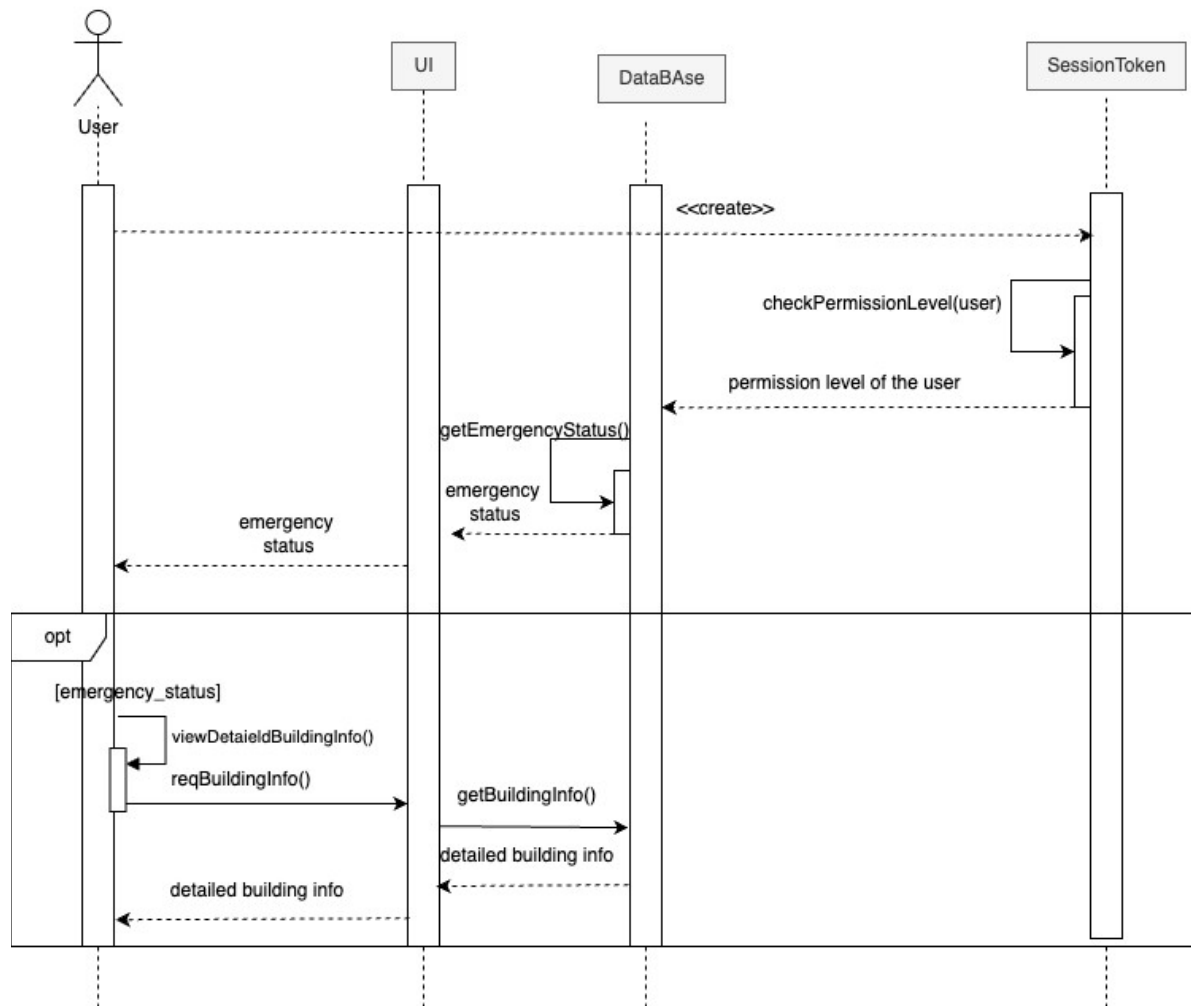 UI
DataBAse
SessionToken
User
<<create>>
checkPermissionLevel(user)
permission level of the user
getEmergencyStatus()
emergency
status
emergency
status
opt
[emergency_status]
viewDetaieldBuildingInfo()
reqBuildingInfo()
getBuildingInfo()
detailed building info
detailed building info